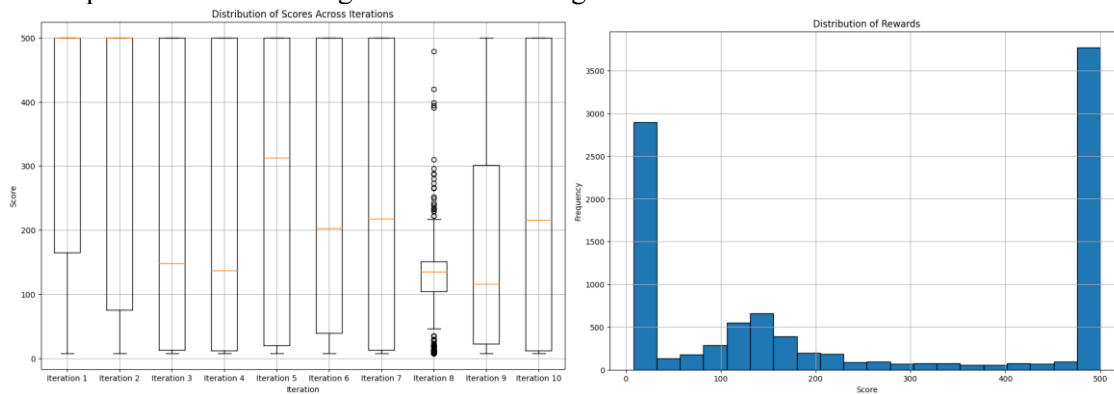 Distribution of Scores Across Iterations
500
400
300
200
100
0
Score
Iteration 1 Iteration 2 Iteration 3 Iteration 4 Iteration 5 Iteration 6 Iteration 7 Iteration 8 Iteration 9 Iteration 10
Iteration
Distribution of Rewards
3500
3000
2500
2000
1500
1000
500
0
Frequency
0 100 200 300 400 500
Score